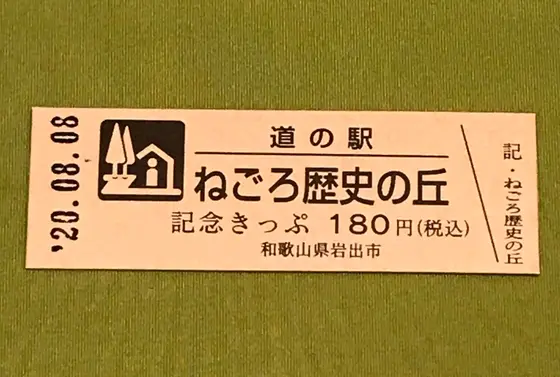 '20.08.08
道の駅
ねごろ歴史の丘
記念きっぷ 180円(税込)
和歌山県岩出市
記・ねごろ歴史の丘